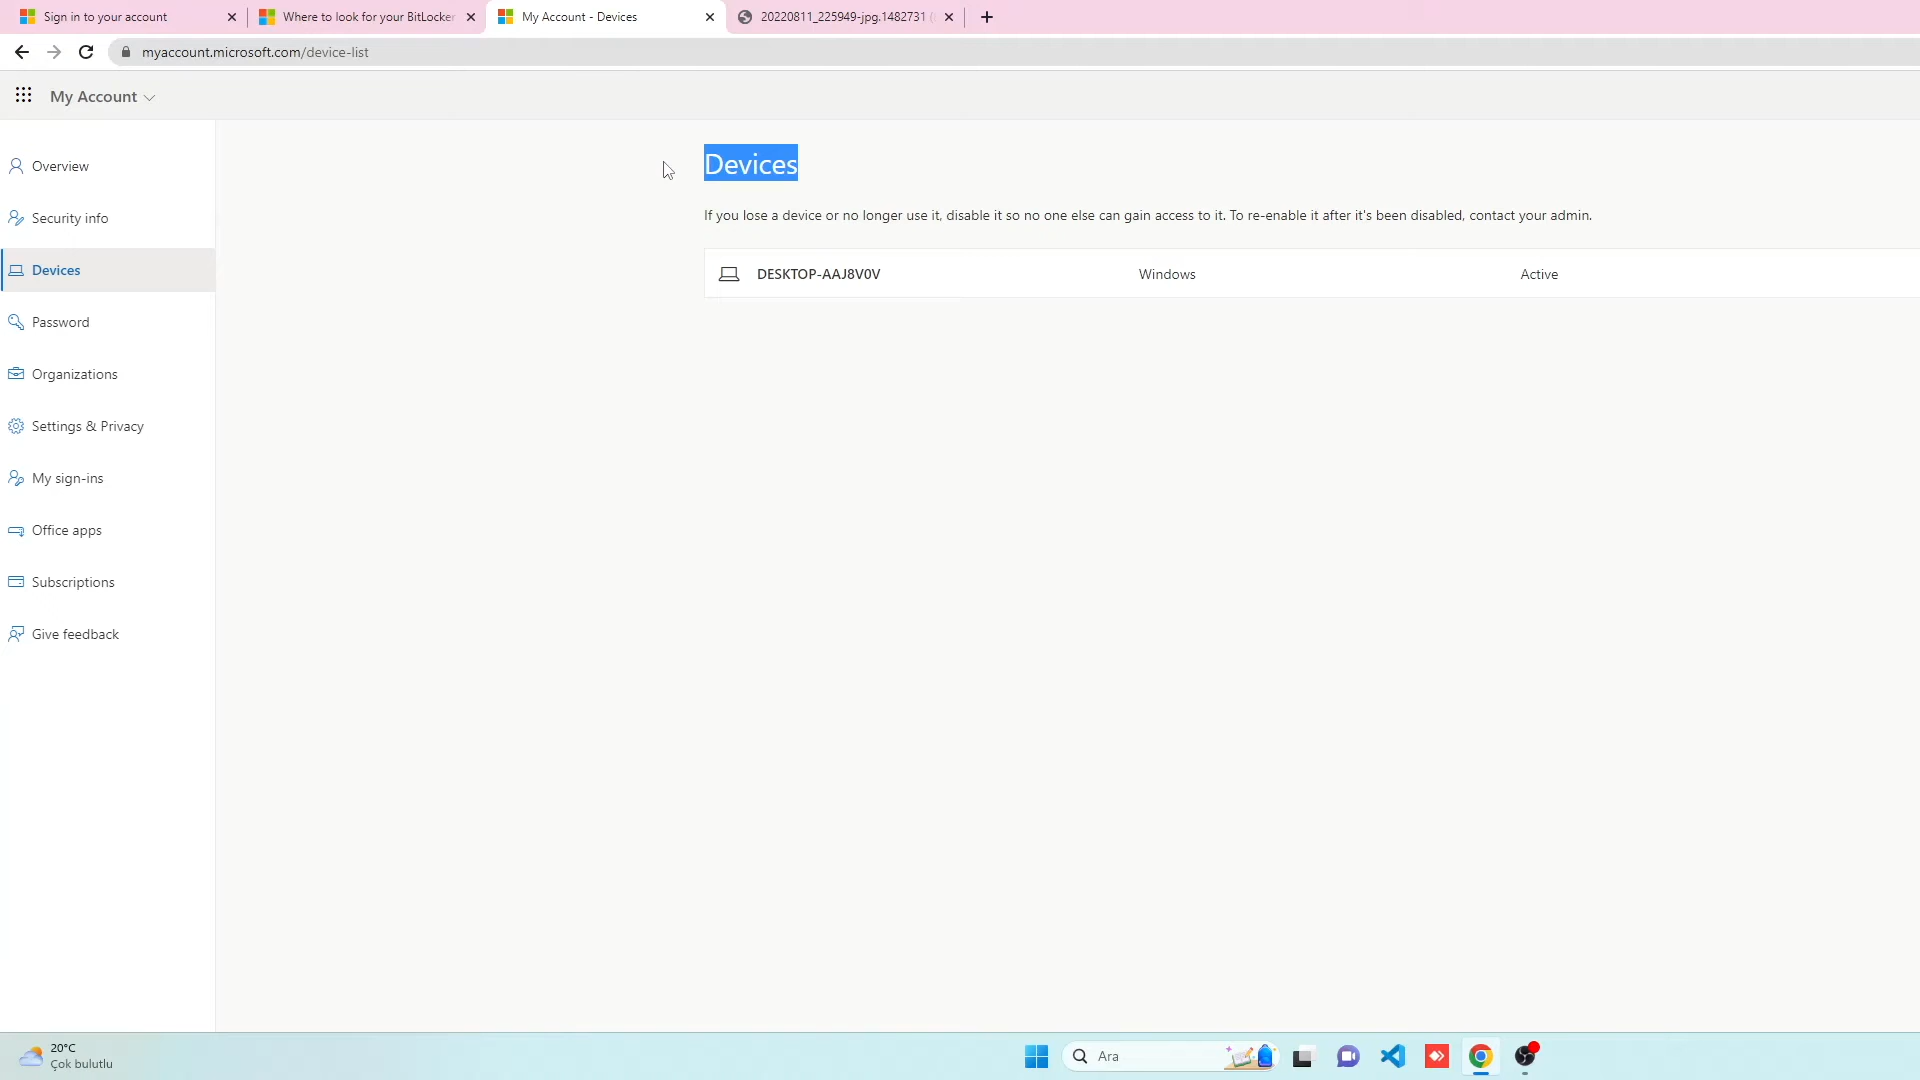 Sign in to your account
Where to look for your BitLocker
My Account - Devices
20220811_225949-jpg.1482731
myaccount.microsoft.com/device-list
My Account
Overview
Security info
Devices
Password
Organizations
Settings & Privacy
My sign-ins
Office apps
Subscriptions
Give feedback
Devices
If you lose a device or no longer use it, disable it so no one else can gain access to it. To re-enable it after it's been disabled, contact your admin.
DESKTOP-AAJ8V0V Windows Active
20°C
Çok bulutlu
Ara